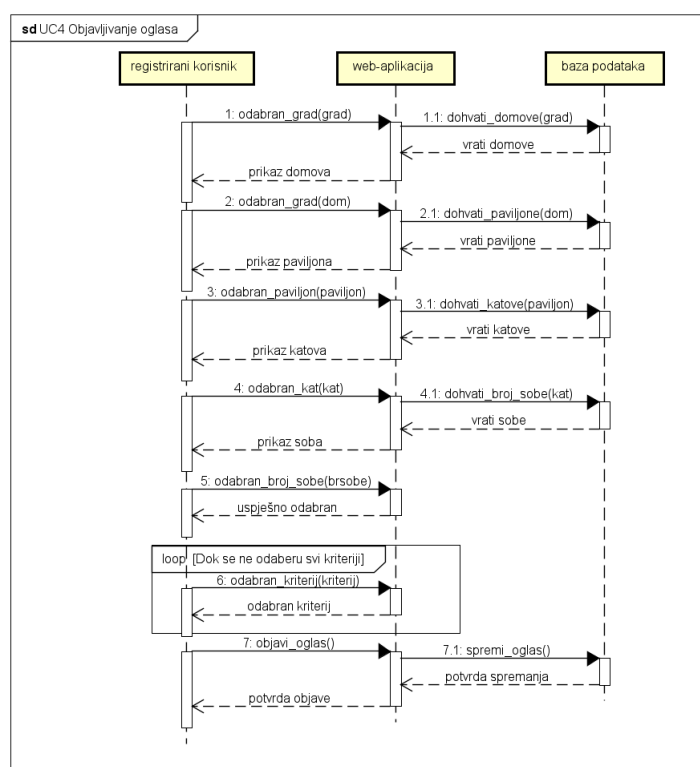 sd UC4 Objavljivanje oglasa
registrirani korisnik
web-aplikacija
baza podataka
1: odabran_grad(grad)
1.1: dohvati_domove(grad)
vrati domove
prikaz domova
2: odabran_grad(dom)
2.1: dohvati_paviljone(dom)
vrati paviljone
prikaz paviljona
3: odabran_paviljon(paviljon)
3.1: dohvati_katove(paviljon)
vrati katove
prikaz katova
4: odabran_kat(kat)
4.1: dohvati_broj_sobe(kat)
vrati sobe
prikaz soba
5: odabran_broj_sobe(brsobe)
uspješno odabran
loop [Dok se ne odaberu svi kriteriji]
6: odabran_kriterij(kriterij)
odabran kriterij
7: objavi_oglas()
7.1: spremi_oglas()
potvrda spremanja
potvrda objave